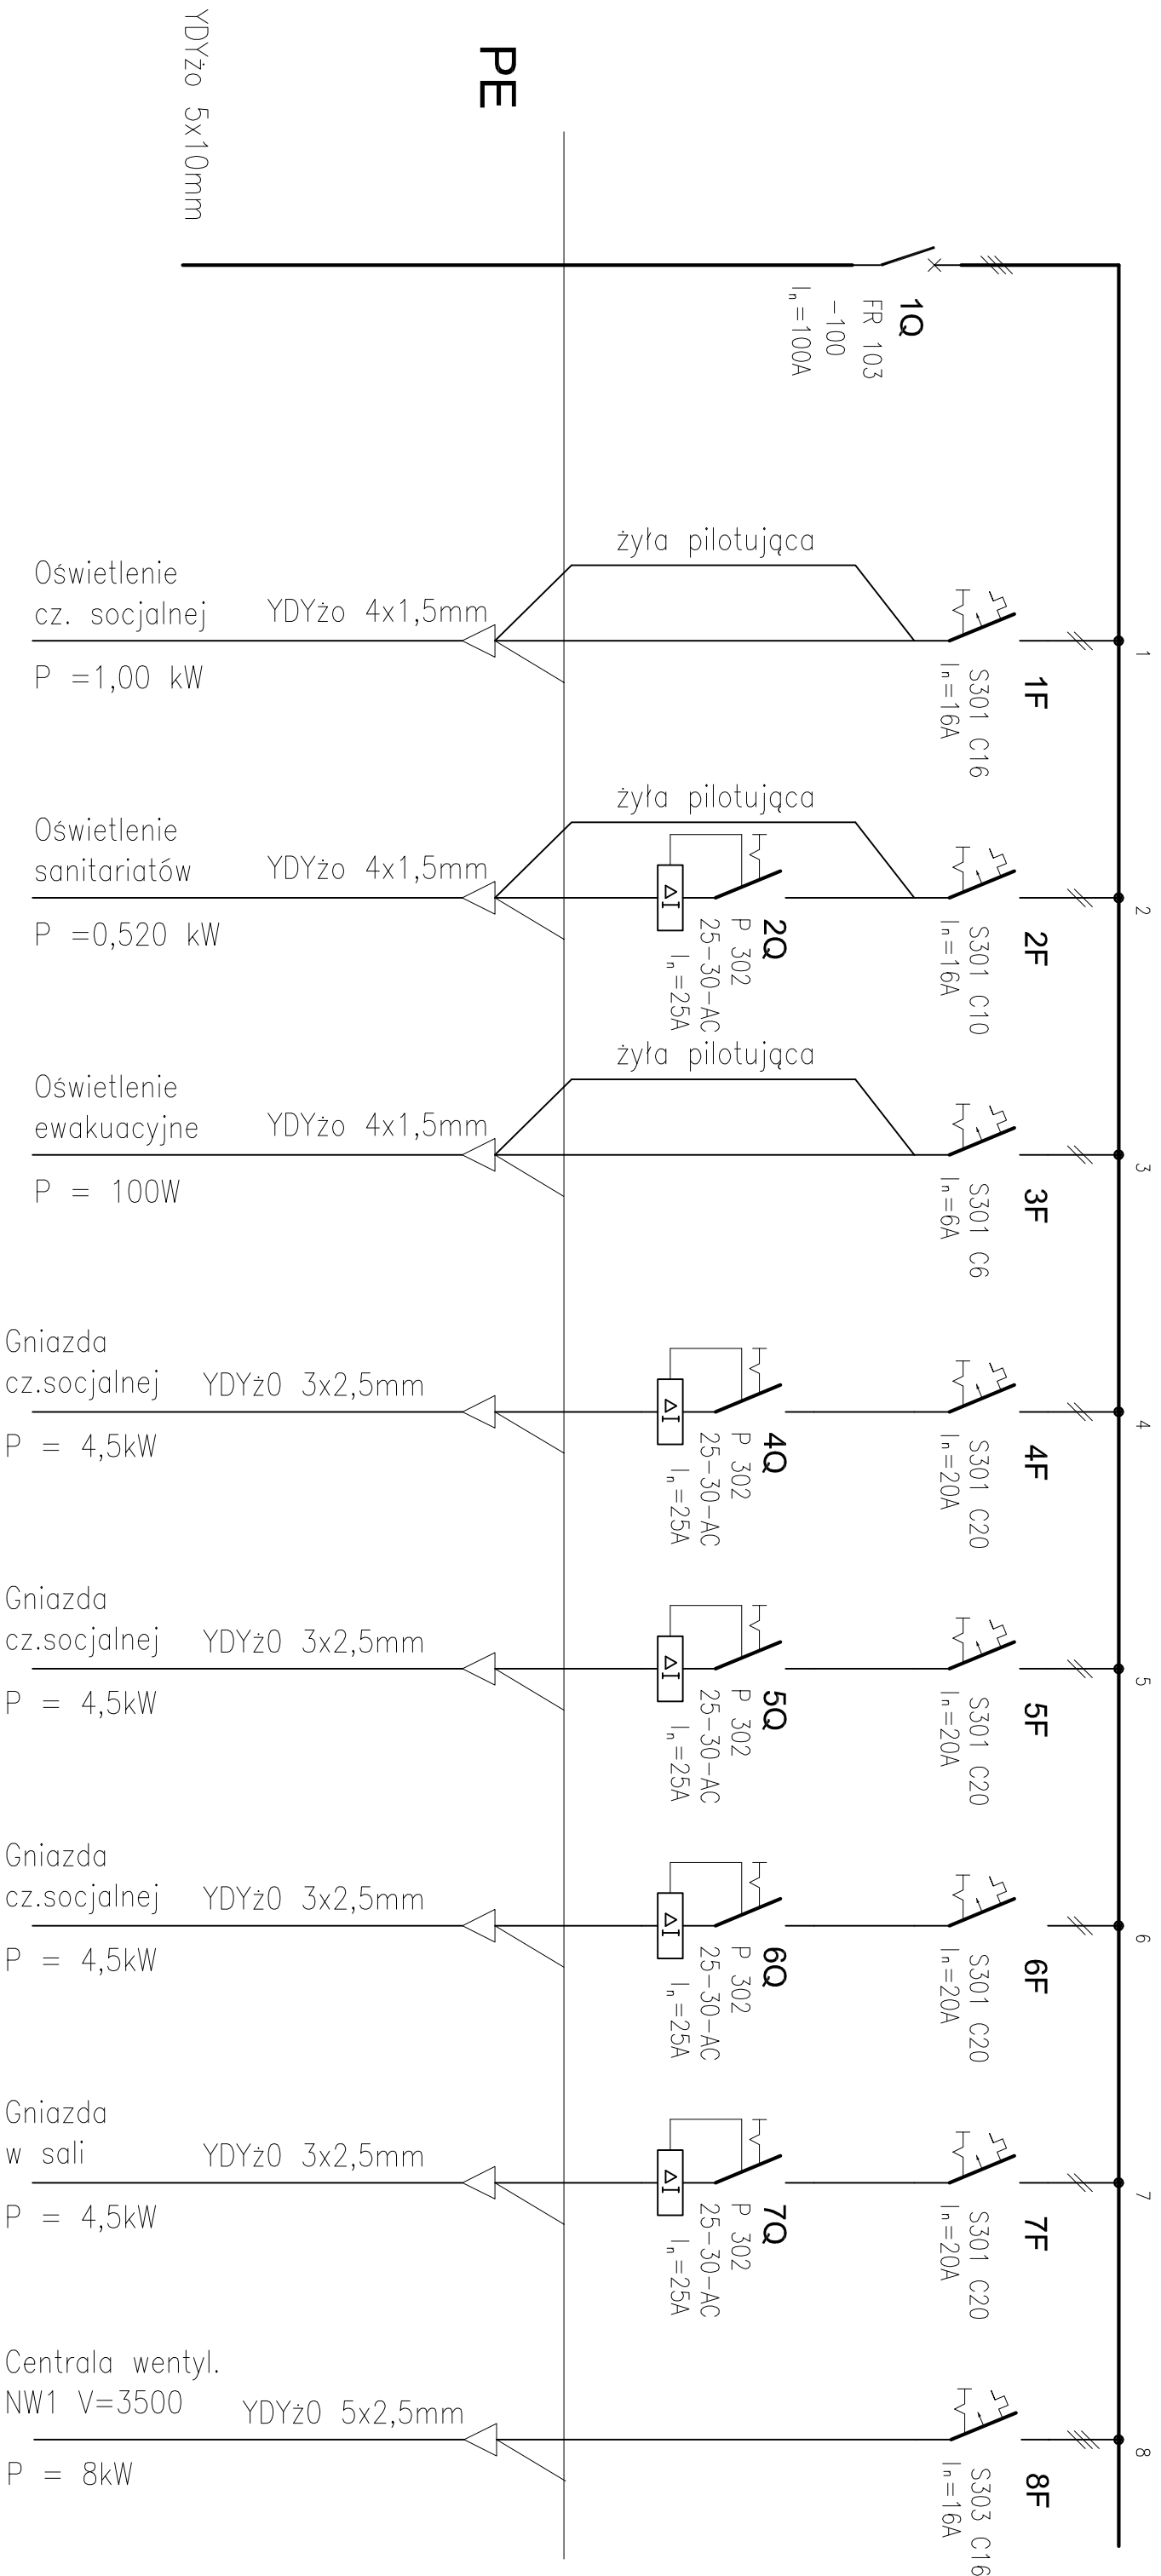 YDYżo 5x10mm
PE
1Q
FR 103
-100
In=100A
1
1F
S301 C16
In=16A
żyła pilotująca
Oświetlenie
cz. socjalnej
YDYżo 4x1,5mm
P =1,00 kW
2
2F
S301 C10
In=16A
żyła pilotująca
2Q
P 302
25-30-AC
In=25A
ΔI
Oświetlenie
sanitariatów
YDYżo 4x1,5mm
P =0,520 kW
3
3F
S301 C6
In=6A
żyła pilotująca
Oświetlenie
ewakuacyjne
YDYżo 4x1,5mm
P = 100W
4
4F
S301 C20
In=20A
4Q
P 302
25-30-AC
In=25A
ΔI
Gniazda
cz.socjalnej
YDYż0 3x2,5mm
P = 4,5kW
5
5F
S301 C20
In=20A
5Q
P 302
25-30-AC
In=25A
ΔI
Gniazda
cz.socjalnej
YDYż0 3x2,5mm
P = 4,5kW
6
6F
S301 C20
In=20A
6Q
P 302
25-30-AC
In=25A
ΔI
Gniazda
cz.socjalnej
YDYż0 3x2,5mm
P = 4,5kW
7
7F
S301 C20
In=20A
7Q
P 302
25-30-AC
In=25A
ΔI
Gniazda
w sali
YDYż0 3x2,5mm
P = 4,5kW
8
8F
S303 C16
In=16A
Centrala wentyl.
NW1 V=3500
YDYż0 5x2,5mm
P = 8kW